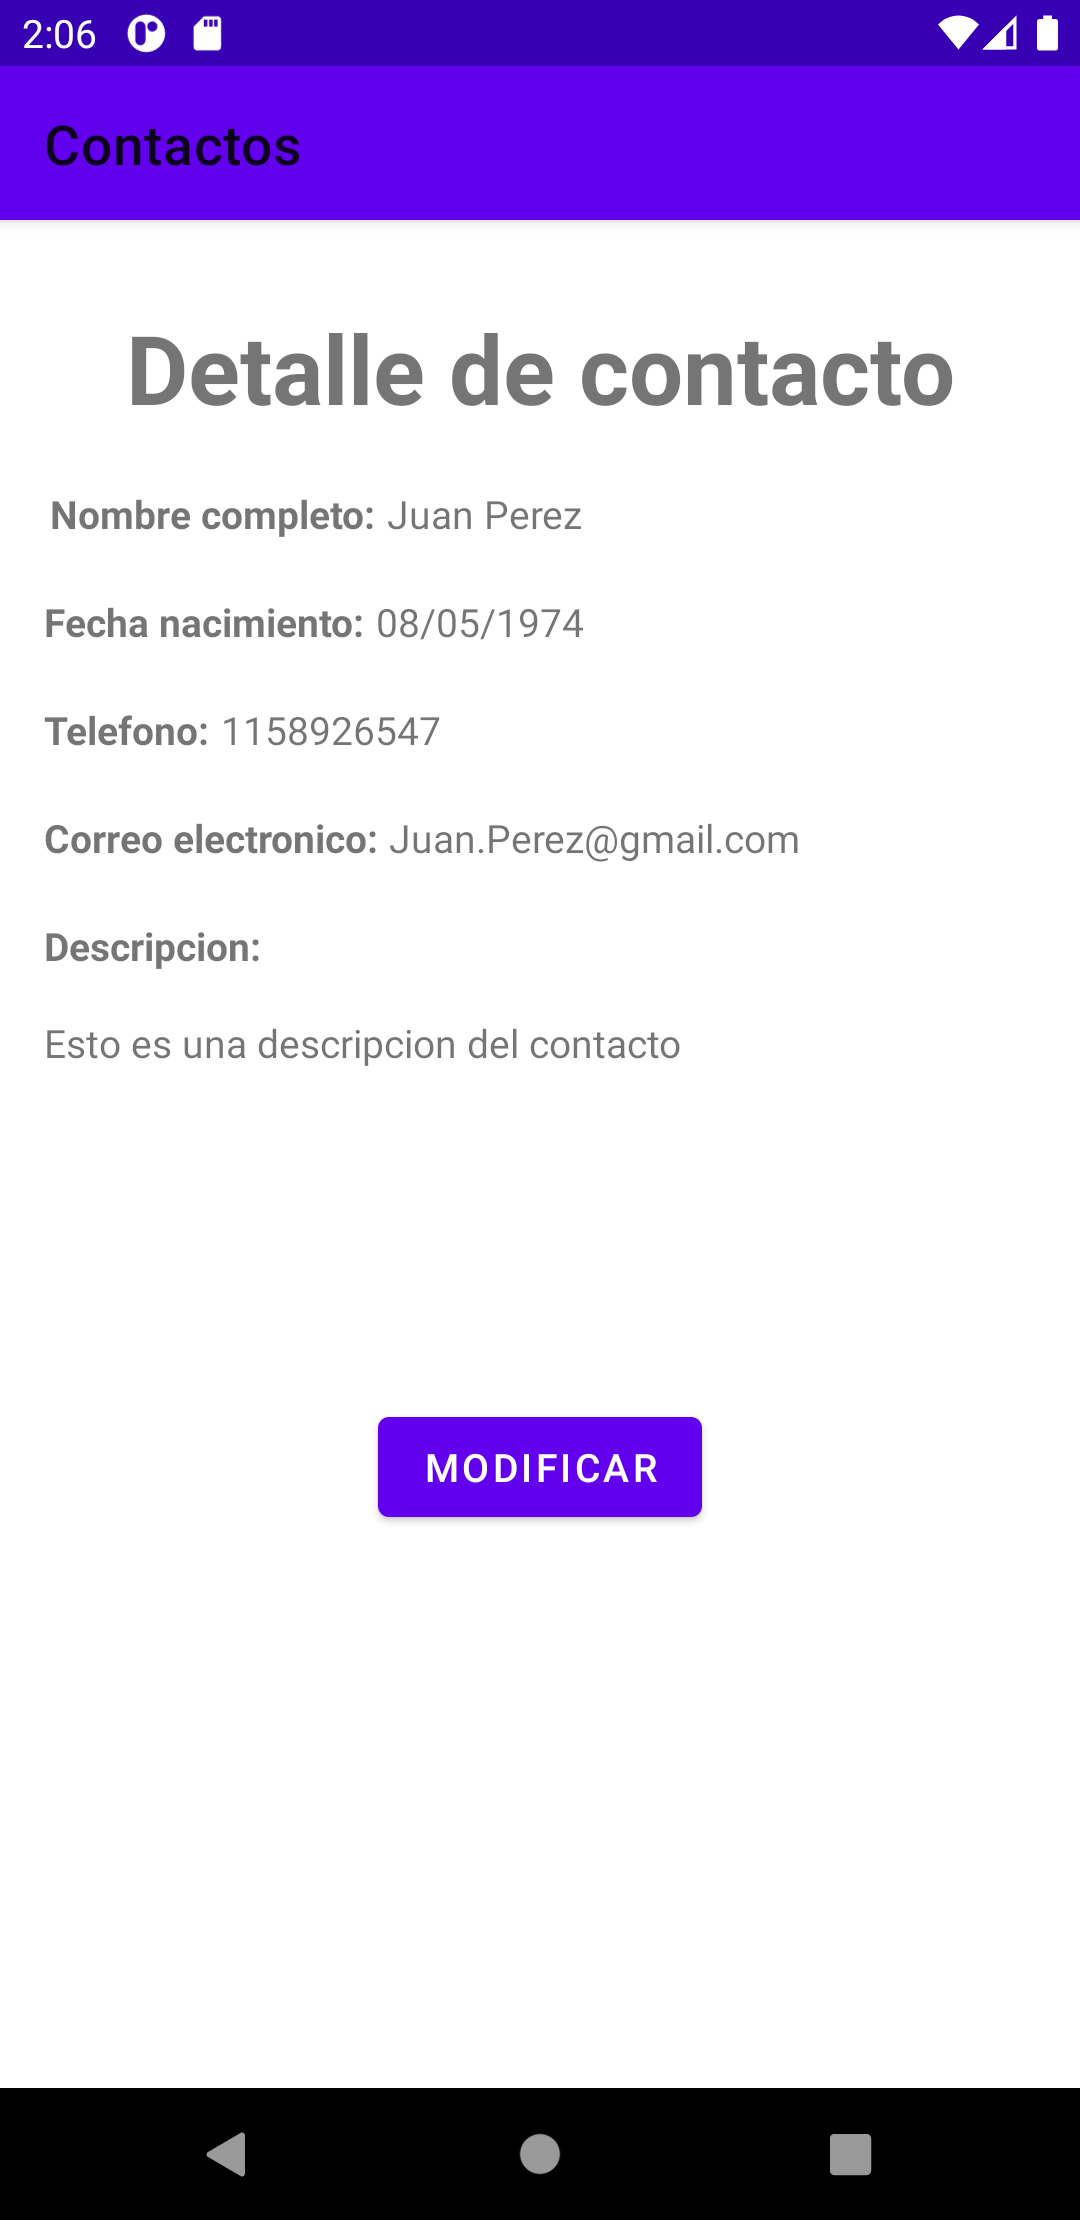 2:06
Contactos
Detalle de contacto
Nombre completo: Juan Perez
Fecha nacimiento: 08/05/1974
Telefono: 1158926547
Correo electronico: Juan.Perez@gmail.com
Descripcion:
Esto es una descripcion del contacto
MODIFICAR